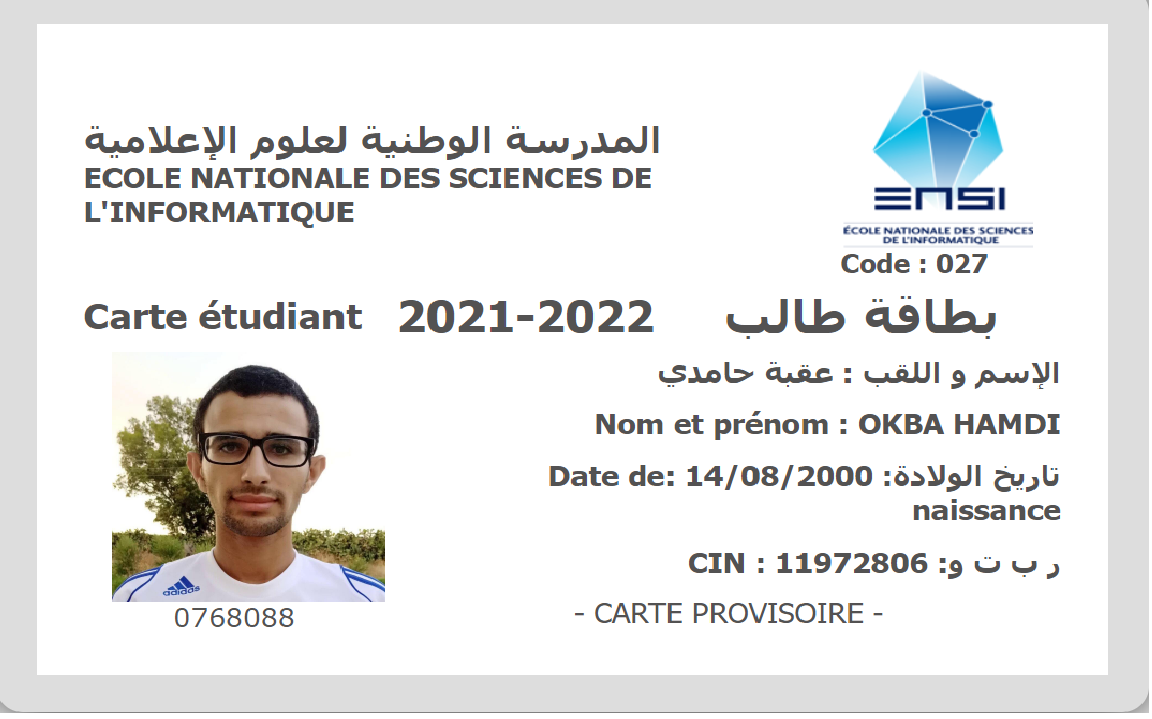 المدرسة الوطنية لعلوم الإعلامية
ECOLE NATIONALE DES SCIENCES DE
L'INFORMATIQUE
ENSI
ÉCOLE NATIONALE DES SCIENCES
DE L'INFORMATIQUE
Code : 027
Carte étudiant 2021-2022 بطاقة طالب
الإسم و اللقب : عقبة حامدي
Nom et prénom : OKBA HAMDI
Date de: 14/08/2000 :تاريخ الولادة
naissance
CIN : 11972806 :ر ب ت و
adidas
0768088
- CARTE PROVISOIRE -